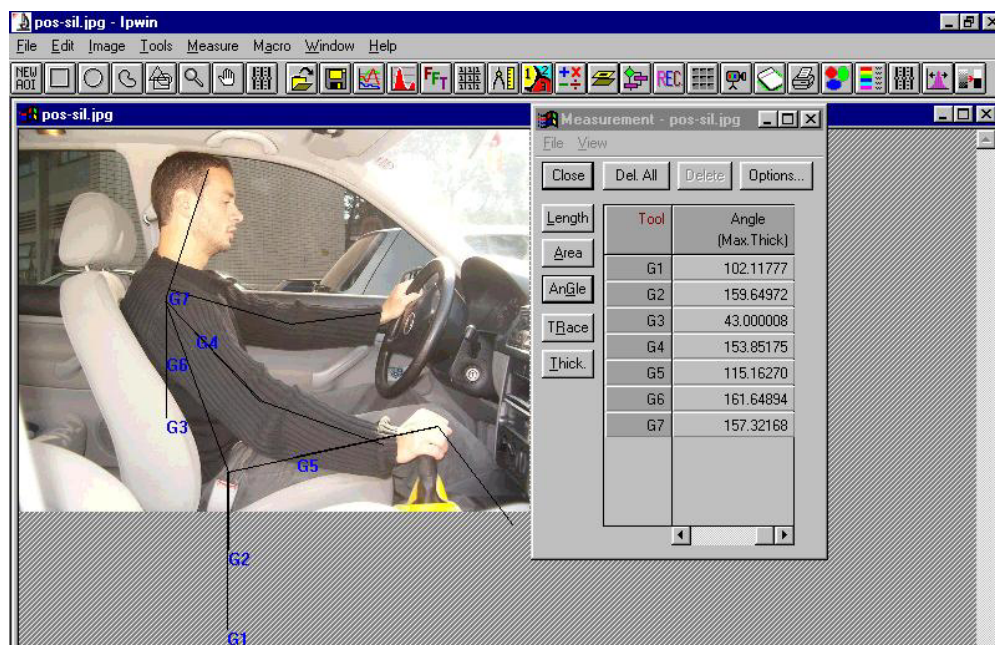 pos-sil.jpg - Ipwin
File Edit Image Tools Measure Macro Window Help
NEW AOI
FFT
REC
pos-sil.jpg
Measurement - pos-sil.jpg
File View
Close Del. All Delete Options...
Length
Area
AnGle
TRace
Thick.
Tool Angle (Max.Thick)
G1 102.11777
G2 159.64972
G3 43.000008
G4 153.85175
G5 115.16270
G6 161.64894
G7 157.32168
G7
G4
G6
G3
G5
G2
G1